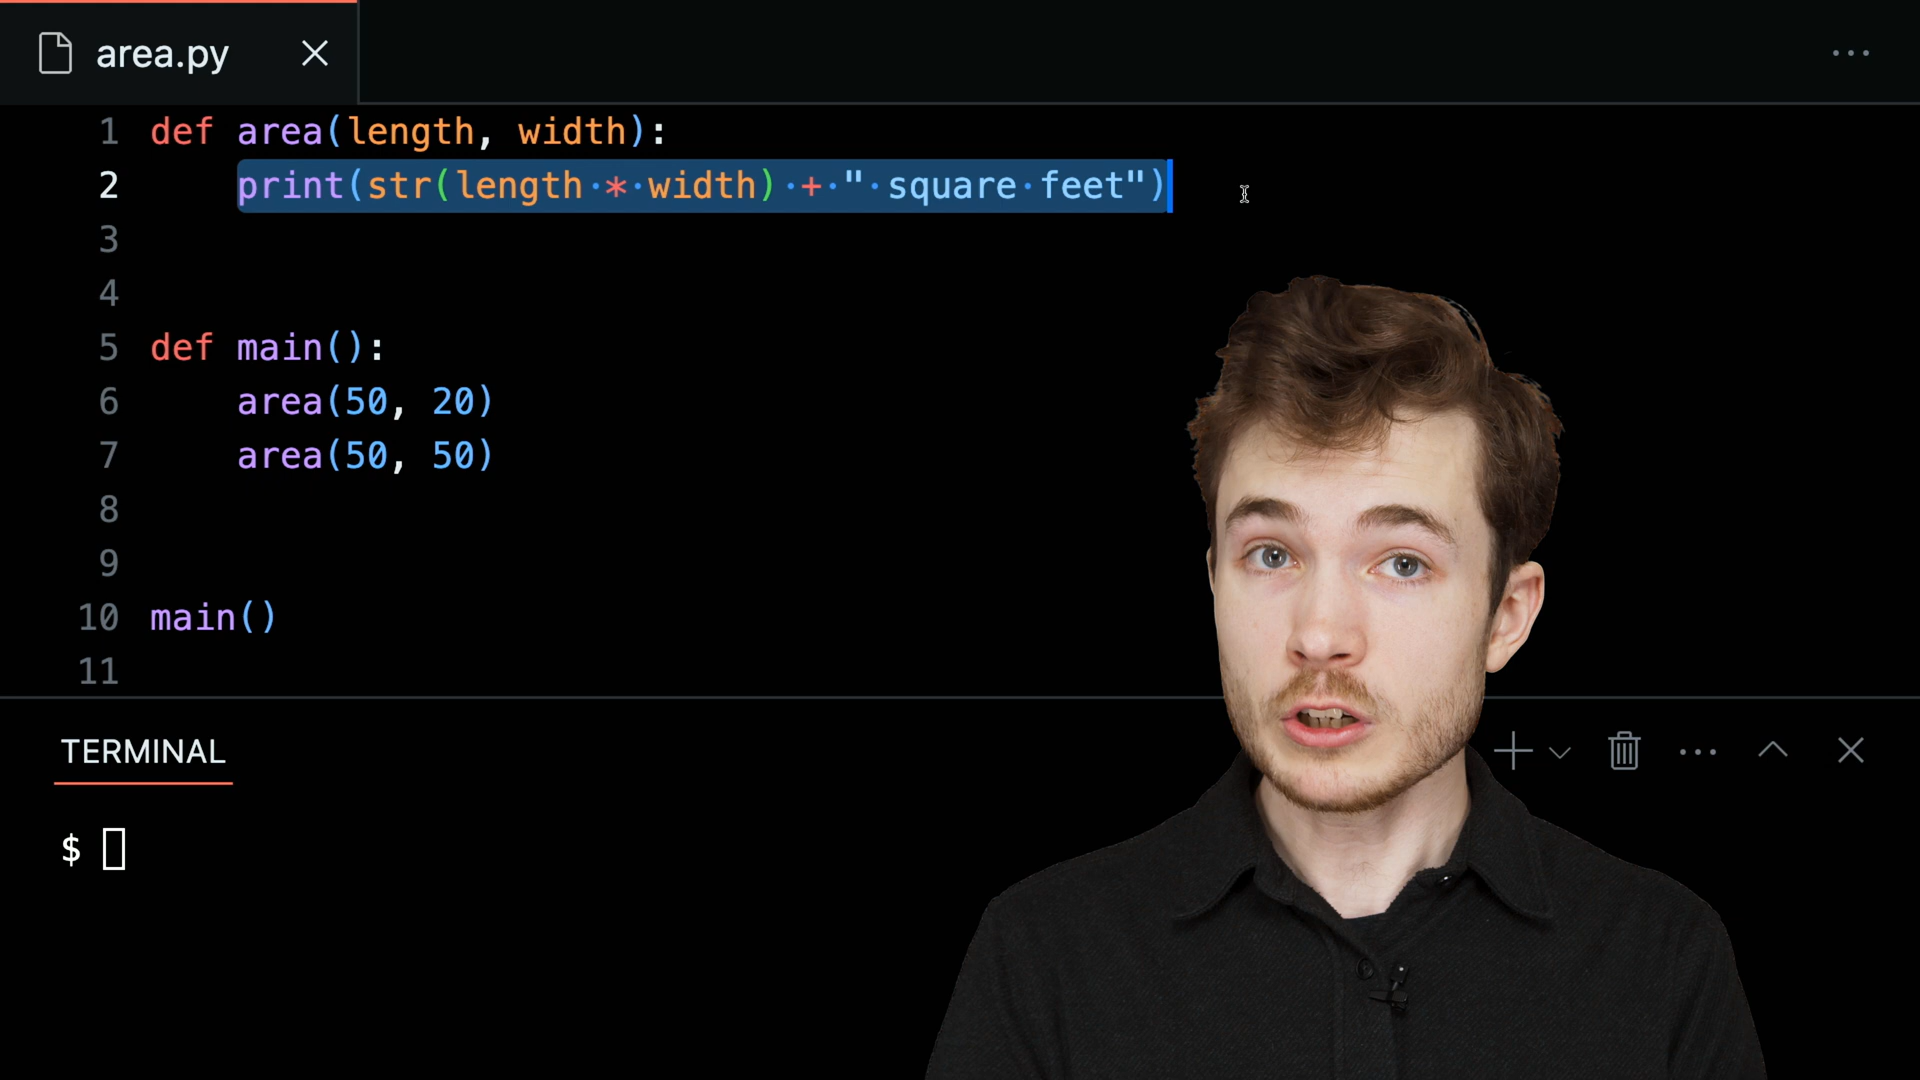 area.py
1 def area(length, width):
2 print(str(length * width) + " square feet")
3
4
5 def main():
6 area(50, 20)
7 area(50, 50)
8
9
10 main()
11
TERMINAL
$